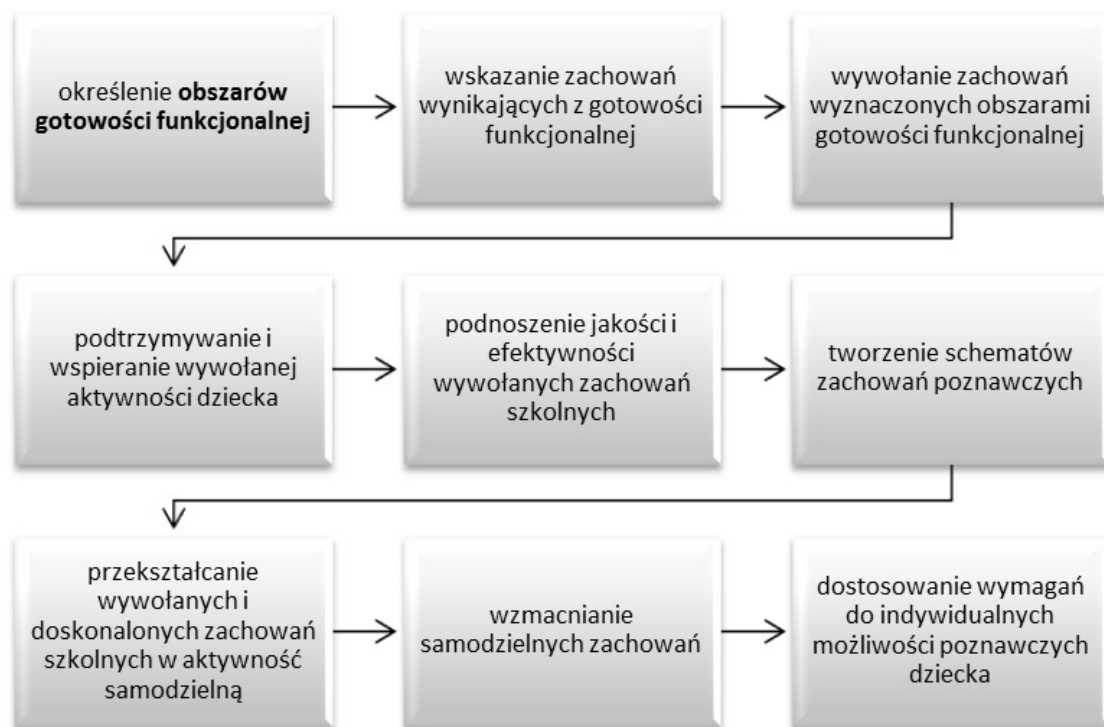 określenie obszarów
gotowości funkcjonalnej
wskazanie zachowań
wynikających z gotowości
funkcjonalnej
wywołanie zachowań
wyznaczonych obszarami
gotowości funkcjonalnej
podtrzymywanie i
wspieranie wywołanej
aktywności dziecka
podnoszenie jakości i
efektywności
wywołanych zachowań
szkolnych
tworzenie schematów
zachowań poznawczych
przekształcanie
wywołanych i
doskonalonych zachowań
szkolnych w aktywność
samodzielną
wzmacnianie
samodzielnych zachowań
dostosowanie wymagań
do indywidualnych
możliwości poznawczych
dziecka